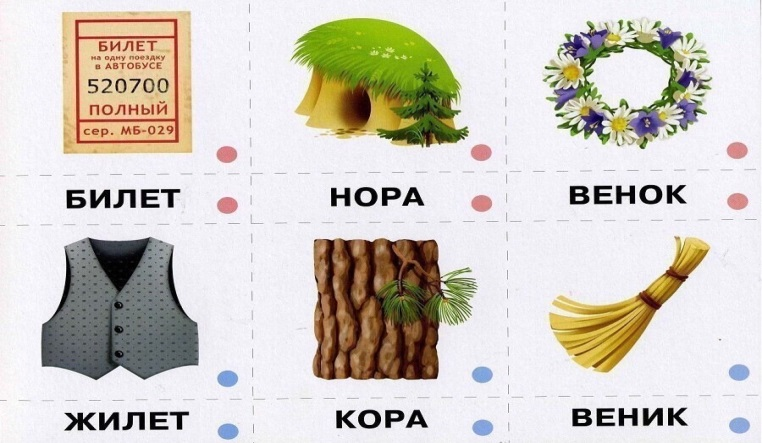 БИЛЕТ
на одну поездку
в АВТОБУСЕ
520700
ПОЛНЫЙ
сер. МБ-029
БИЛЕТ
НОРА
ВЕНОК
ЖИЛЕТ
КОРА
ВЕНИК